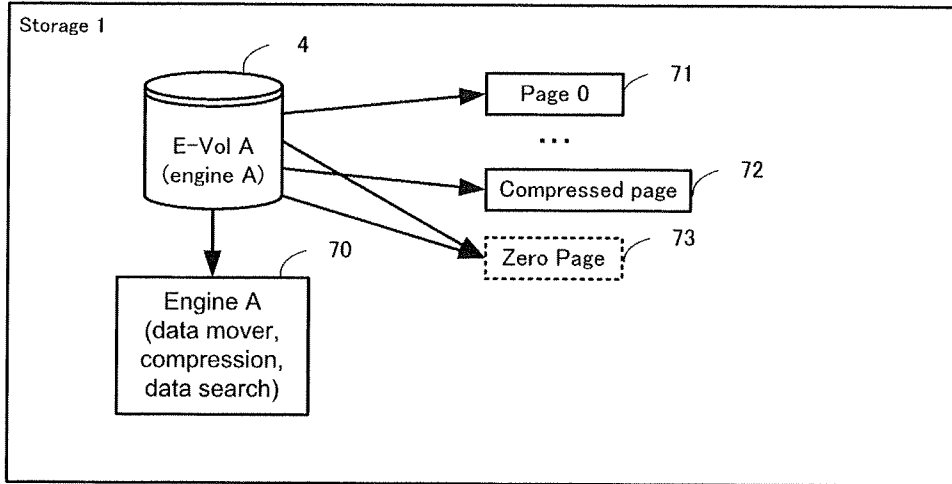 Storage 1
4
E-Vol A
(engine A)
Page 0
71
...
Compressed page
72
Zero Page
73
70
Engine A
(data mover,
compression,
data search)